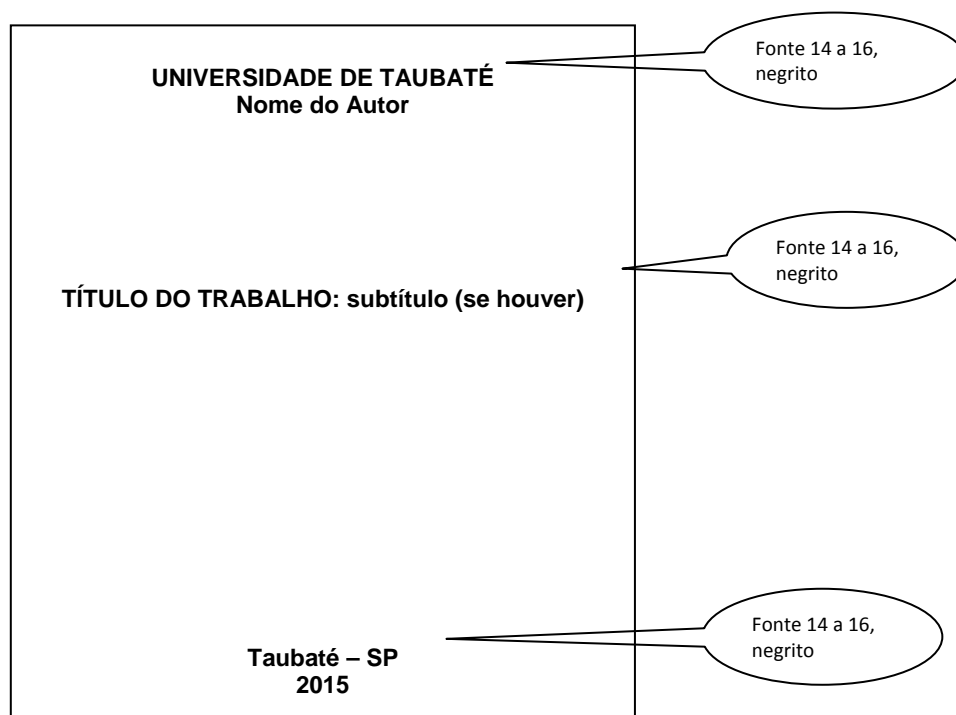 Fonte 14 a 16,
negrito
UNIVERSIDADE DE TAUBATÉ
Nome do Autor
Fonte 14 a 16,
negrito
TÍTULO DO TRABALHO: subtítulo (se houver)
Fonte 14 a 16,
negrito
Taubaté – SP
2015